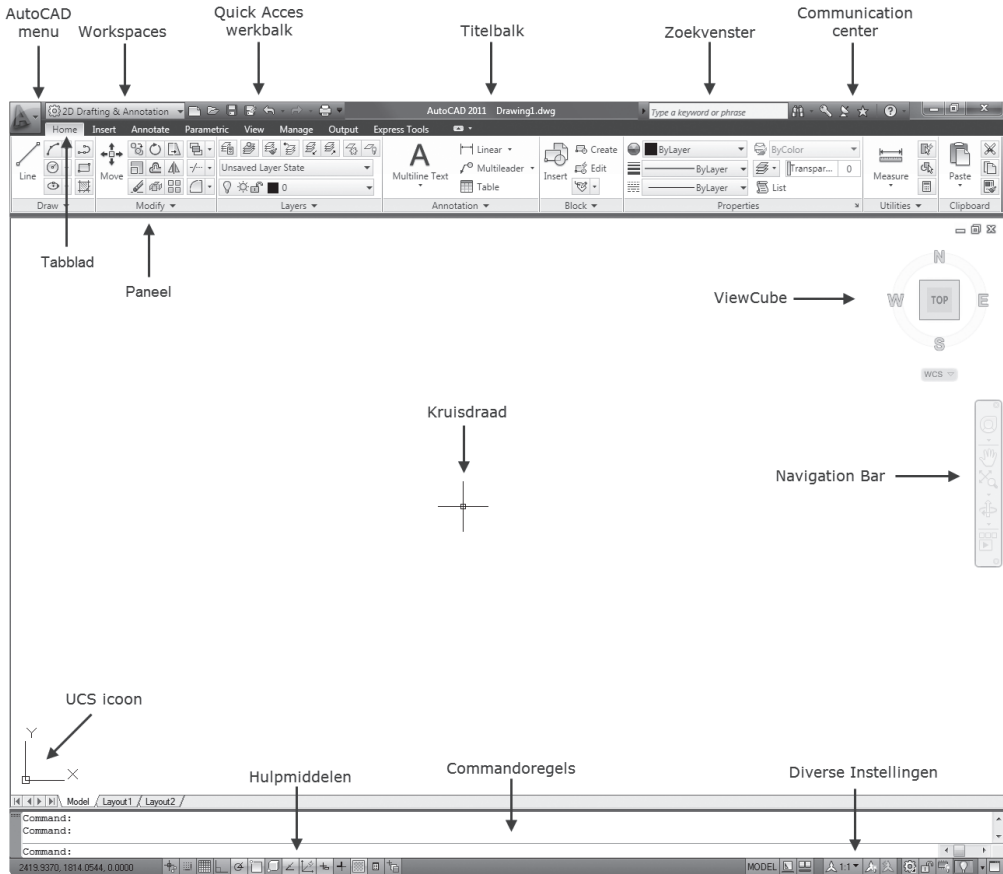 AutoCAD
menu
Workspaces
Quick Acces
werkbalk
Titelbalk
Zoekvenster
Communication
center
2D Drafting & Annotation
AutoCAD 2011 Drawing1.dwg
Type a keyword or phrase
Home Insert Annotate Parametric View Manage Output Express Tools
Line
Move
Unsaved Layer State
0
A
Multiline Text
Linear
Multileader
Table
Insert
Create
Edit
ByLayer
ByLayer
ByLayer
ByColor
Transpar... 0
List
Measure
Paste
Draw Modify Layers Annotation Block Properties Utilities Clipboard
Tabblad
Paneel
ViewCube
N
W TOP E
S
WCS
Kruisdraad
Navigation Bar
UCS icoon
Y
X
Hulpmiddelen
Commandoregels
Diverse Instellingen
Model Layout1 Layout2
Command:
Command:
Command:
2419.9370, 1814.0544, 0.0000
MODEL
1:1